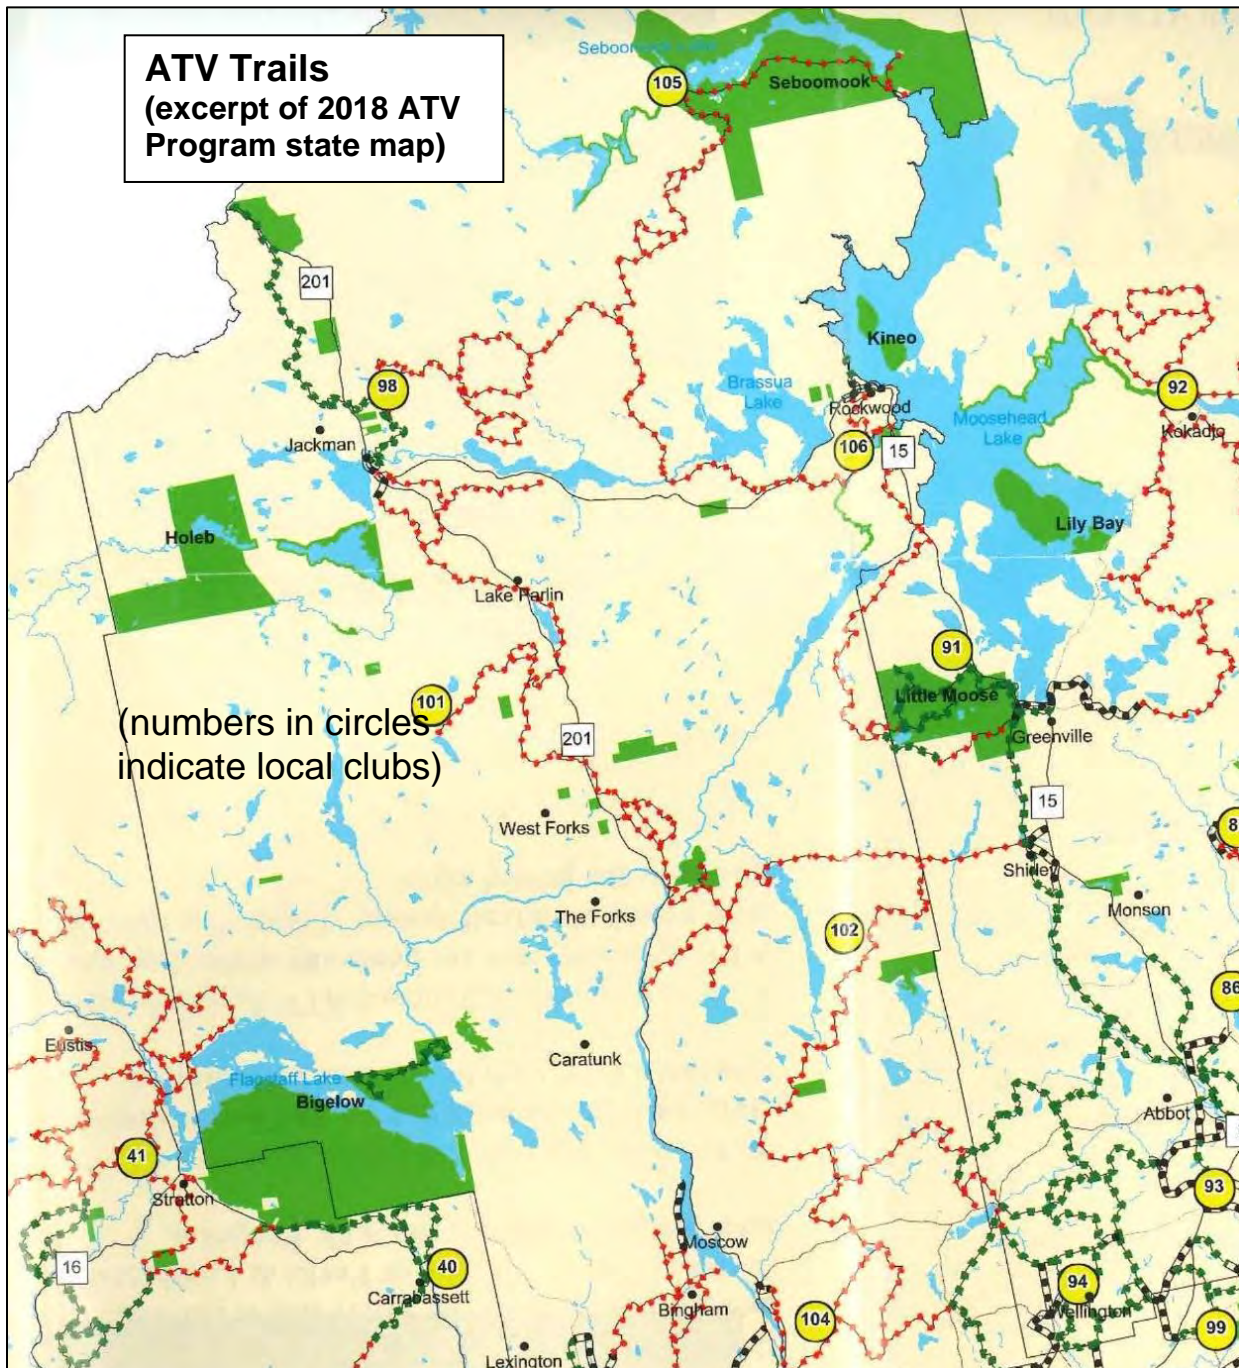 ATV Trails
(excerpt of 2018 ATV
Program state map)
Seboomook Lake
105
Seboomook
201
Kineo
98
Brassua
Lake
Rockwood
92
Kokadjo
Moosehead
Lake
Jackman
106
15
Holeb
Lily Bay
Lake Parlin
91
101
Little Moose
(numbers in circles
indicate local clubs)
201
Greenville
15
West Forks
Shirley
Monson
The Forks
102
86
Eustis
Caratunk
Flagstaff Lake
Bigelow
Abbot
41
Stratton
93
Moscow
16
40
Carrabassett
94
Wellington
Bingham
104
99
Lexington